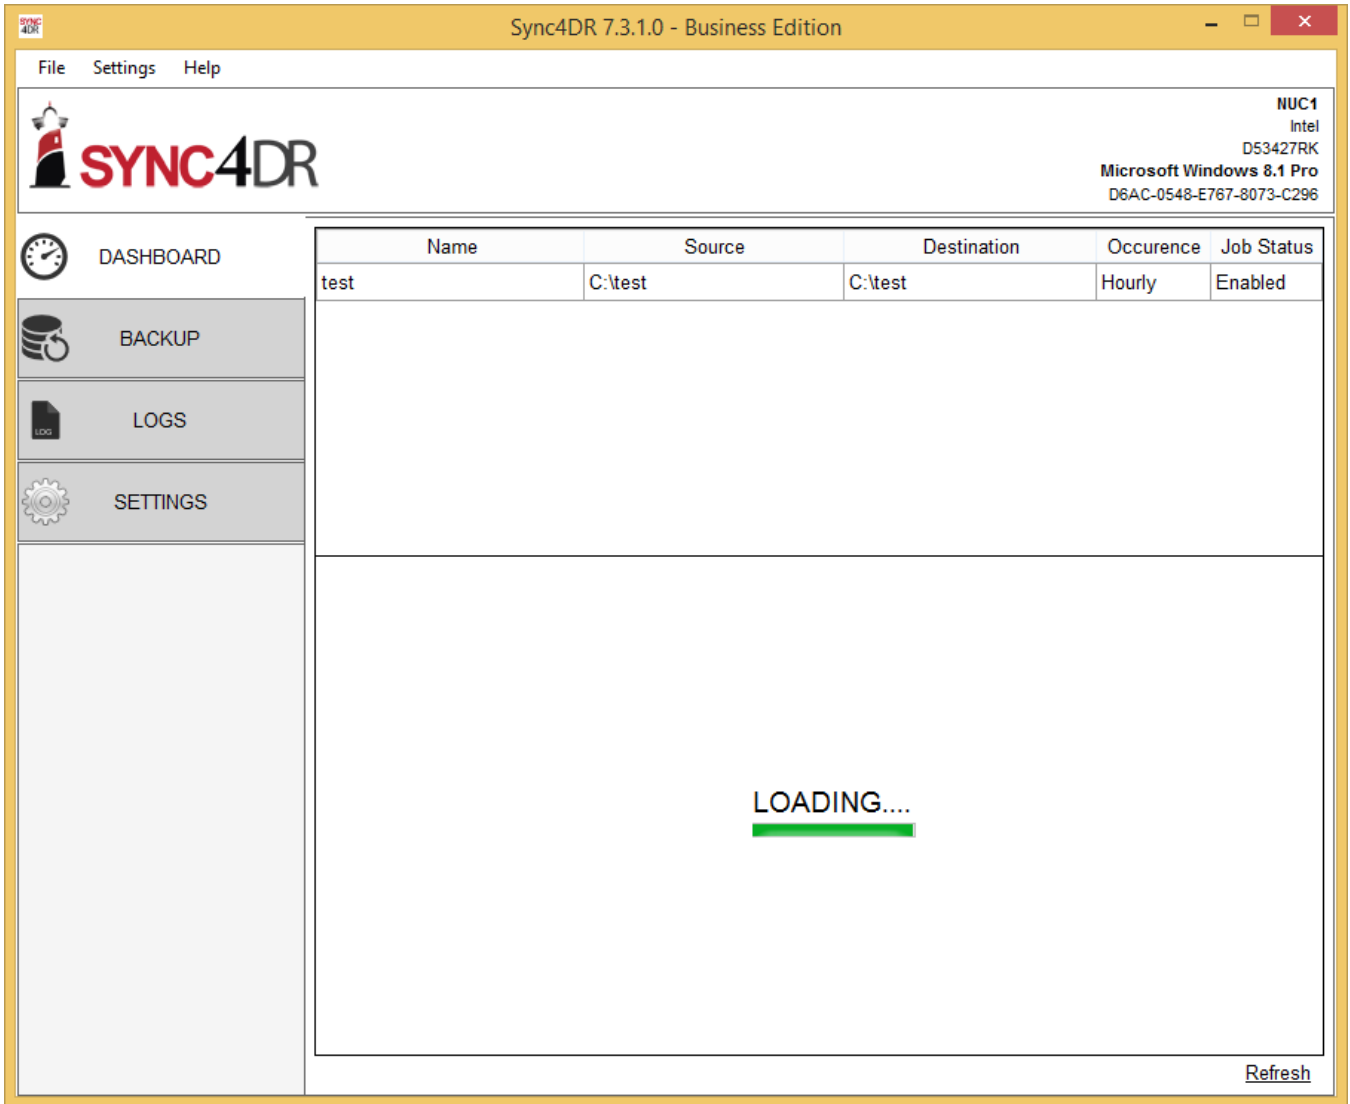 SYNC 4DR
Sync4DR 7.3.1.0 - Business Edition
File Settings Help
SYNC4DR
NUC1
Intel
D53427RK
Microsoft Windows 8.1 Pro
D6AC-0548-E767-8073-C296
DASHBOARD
BACKUP
LOG
LOGS
SETTINGS
Name Source Destination Occurence Job Status
test C:\test C:\test Hourly Enabled
LOADING....
Refresh